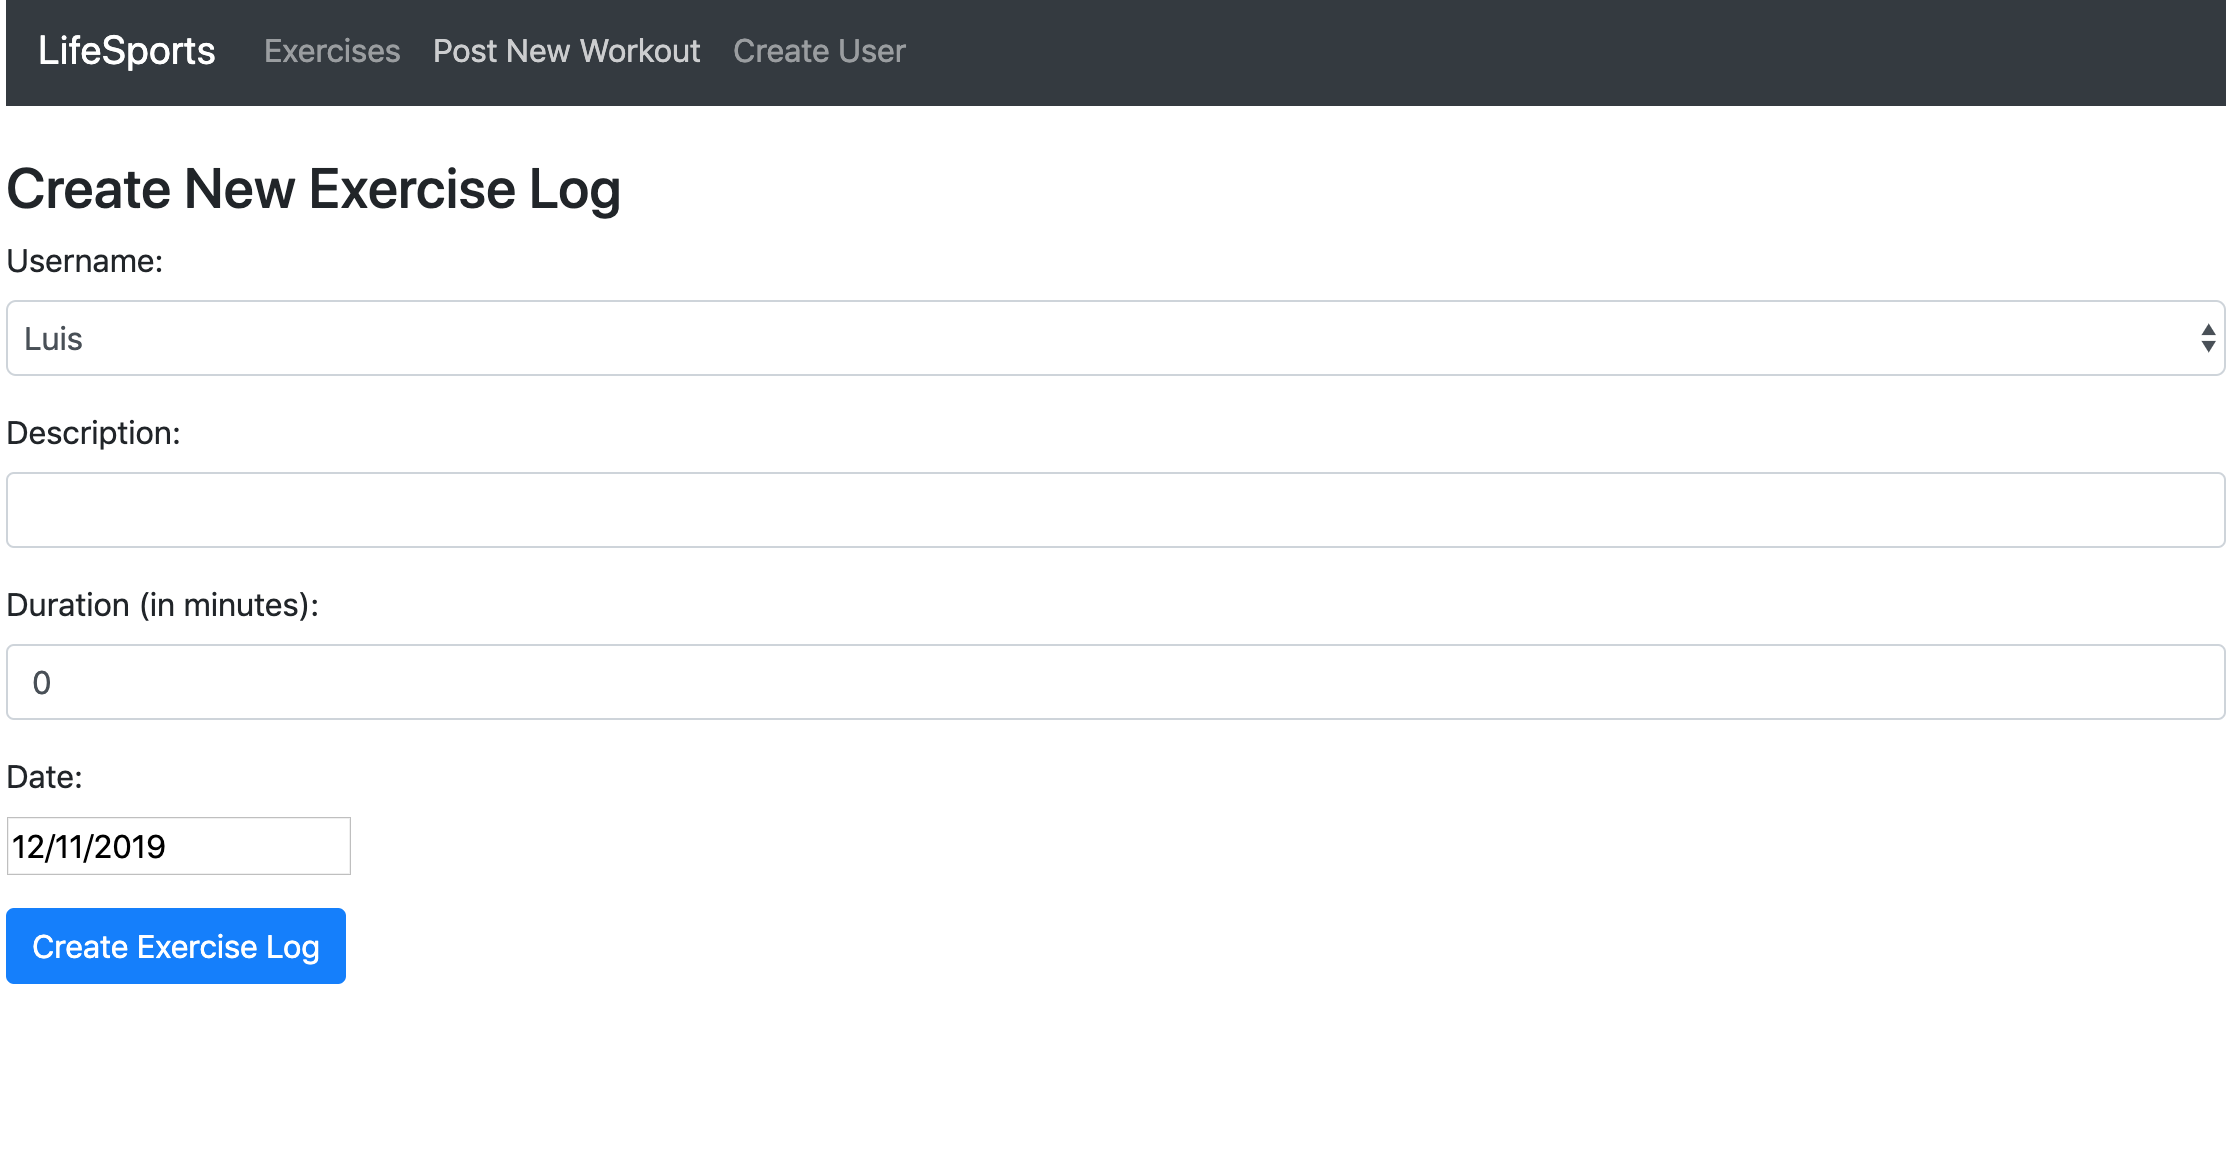 LifeSports Exercises Post New Workout Create User
Create New Exercise Log
Username:
Luis
Description:
Duration (in minutes):
0
Date:
12/11/2019
Create Exercise Log